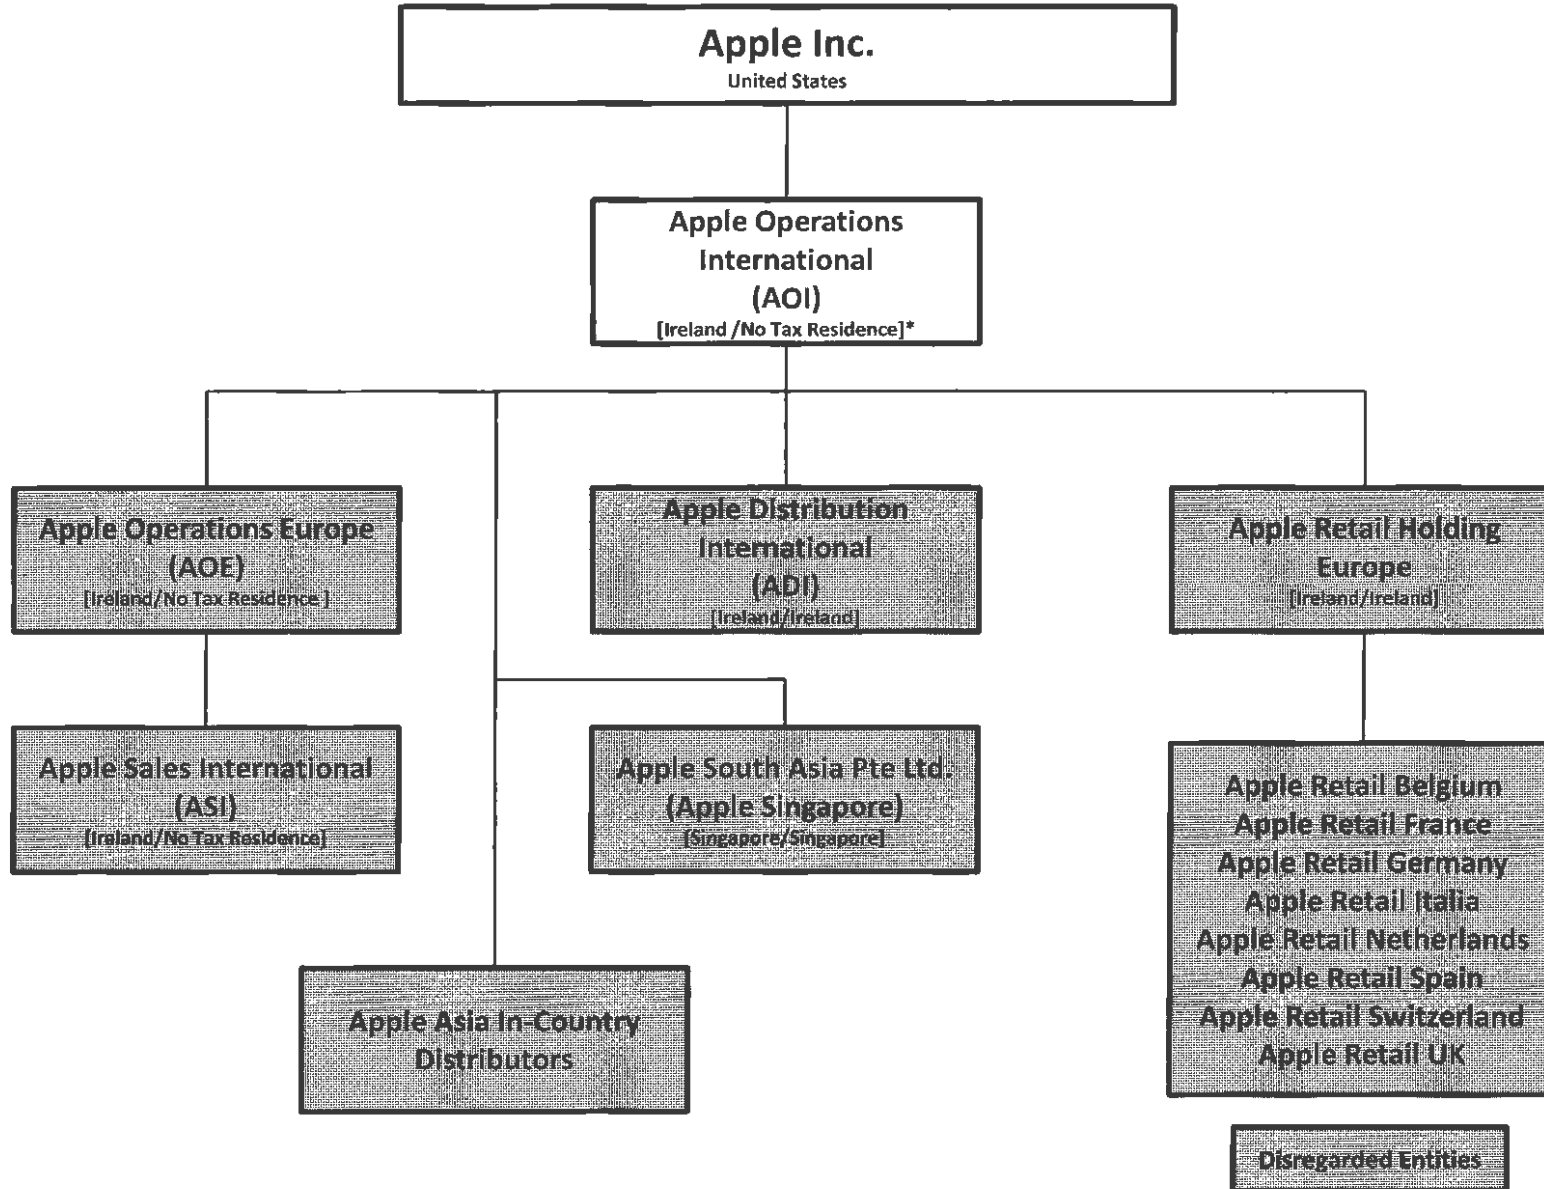 Apple Inc.
United States
Apple Operations
International
(AOI)
[Ireland /No Tax Residence]*
Apple Operations Europe
(AOE)
[Ireland/No Tax Residence ]
Apple Distribution
International
(ADI)
[Ireland/Ireland]
Apple Retail Holding
Europe
[Ireland/Ireland]
Apple Sales International
(ASI)
[Ireland/No Tax Residence]
Apple South Asia Pte Ltd.
(Apple Singapore)
[Singapore/Singapore]
Apple Retail Belgium
Apple Retail France
Apple Retail Germany
Apple Retail Italia
Apple Retail Netherlands
Apple Retail Spain
Apple Retail Switzerland
Apple Retail UK
Apple Asia In-Country
Distributors
Disregarded Entities